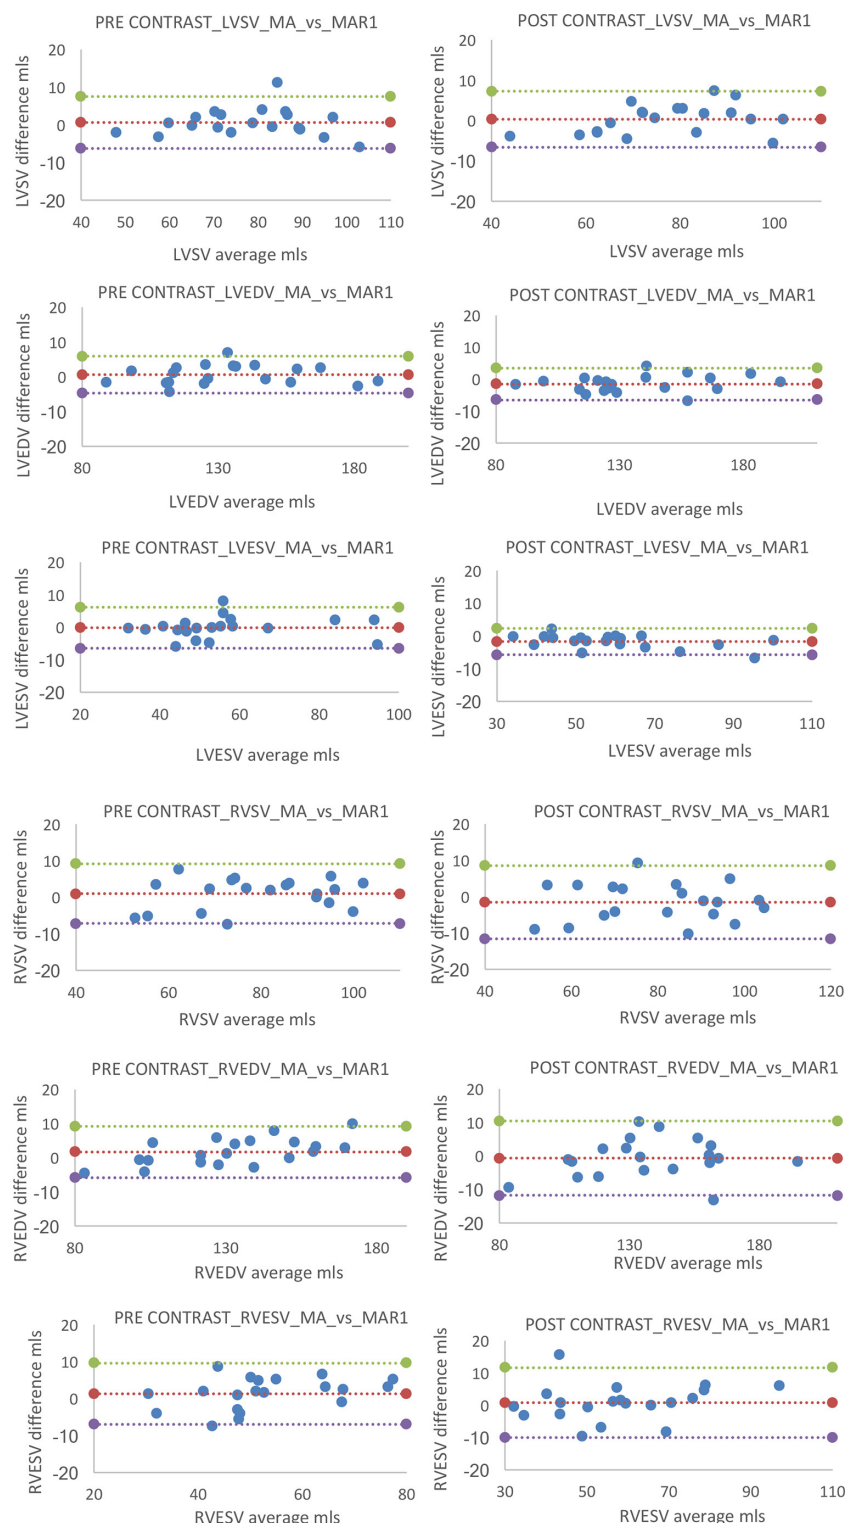 PRE CONTRAST_LVSV_MA_vs_MAR1
20
10
0
-10
-20
LVSV difference mls
40 50 60 70 80 90 100 110
LVSV average mls
POST CONTRAST_LVSV_MA_vs_MAR1
20
10
0
-10
-20
LVSV difference mls
40 60 80 100
LVSV average mls
PRE CONTRAST_LVEDV_MA_vs_MAR1
20
10
0
-10
-20
LVEDV difference mls
80 130 180
LVEDV average mls
POST CONTRAST_LVEDV_MA_vs_MAR1
20
10
0
-10
-20
LVEDV difference mls
80 130 180
LVEDV average mls
PRE CONTRAST_LVESV_MA_vs_MAR1
20
10
0
-10
-20
LVESV difference mls
20 40 60 80 100
LVESV average mls
POST CONTRAST_LVESV_MA_vs_MAR1
20
10
0
-10
-20
LVESV difference mls
30 50 70 90 110
LVESV average mls
PRE CONTRAST_RVSV_MA_vs_MAR1
20
10
0
-10
-20
RVSV difference mls
40 60 80 100
RVSV average mls
POST CONTRAST_RVSV_MA_vs_MAR1
20
10
0
-10
-20
RVSV difference mls
40 60 80 100 120
RVSV average mls
PRE CONTRAST_RVEDV_MA_vs_MAR1
20
10
0
-10
-20
RVEDV difference mls
80 130 180
RVEDV average mls
POST CONTRAST_RVEDV_MA_vs_MAR1
20
10
0
-10
-20
RVEDV difference mls
80 130 180
RVEDV average mls
PRE CONTRAST_RVESV_MA_vs_MAR1
20
10
0
-10
-20
RVESV difference mls
20 40 60 80
RVESV average mls
POST CONTRAST_RVESV_MA_vs_MAR1
20
10
0
-10
-20
RVESV difference mls
30 50 70 90 110
RVESV average mls